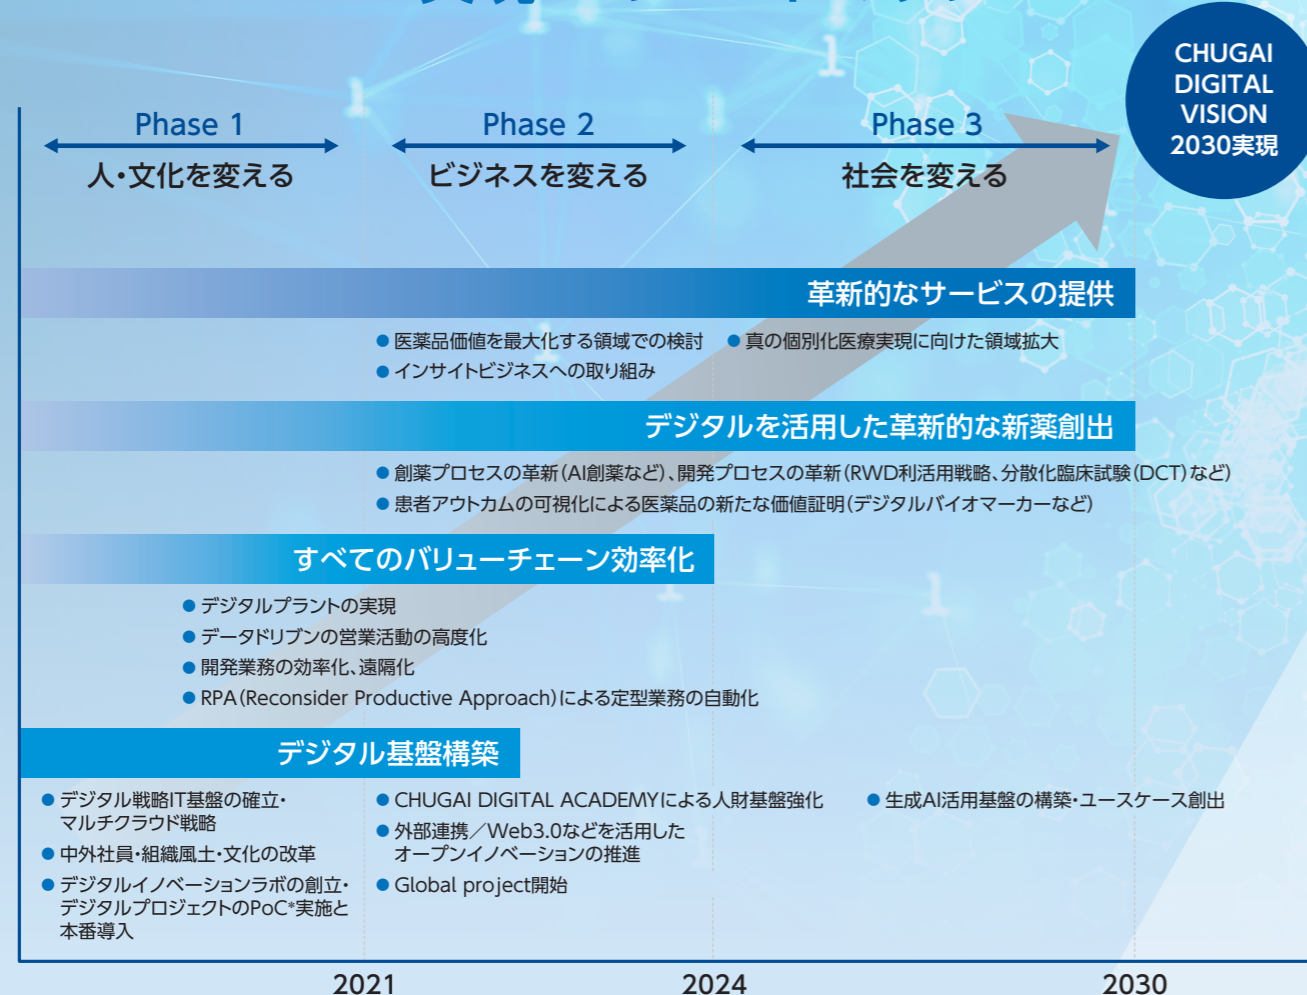 CHUGAI
DIGITAL
VISION
2030実現
Phase 1
人・文化を変える
Phase 2
ビジネスを変える
Phase 3
社会を変える
革新的なサービスの提供
● 医薬品価値を最大化する領域での検討
● インサイトビジネスへの取り組み
● 真の個別化医療実現に向けた領域拡大
デジタルを活用した革新的な新薬創出
● 創薬プロセスの革新(AI創薬など)、開発プロセスの革新(RWD利活用戦略、分散化臨床試験(DCT)など)
● 患者アウトカムの可視化による医薬品の新たな価値証明(デジタルバイオマーカーなど)
すべてのバリューチェーン効率化
● デジタルプラントの実現
● データドリブンの営業活動の高度化
● 開発業務の効率化、遠隔化
● RPA(Reconsider Productive Approach)による定型業務の自動化
デジタル基盤構築
● デジタル戦略IT基盤の確立・
マルチクラウド戦略
● 中外社員・組織風土・文化の改革
● デジタルイノベーションラボの創立・
デジタルプロジェクトのPoC*実施と
本番導入
● CHUGAI DIGITAL ACADEMYによる人財基盤強化
● 外部連携／Web3.0などを活用した
オープンイノベーションの推進
● Global project開始
● 生成AI活用基盤の構築・ユースケース創出
2021
2024
2030